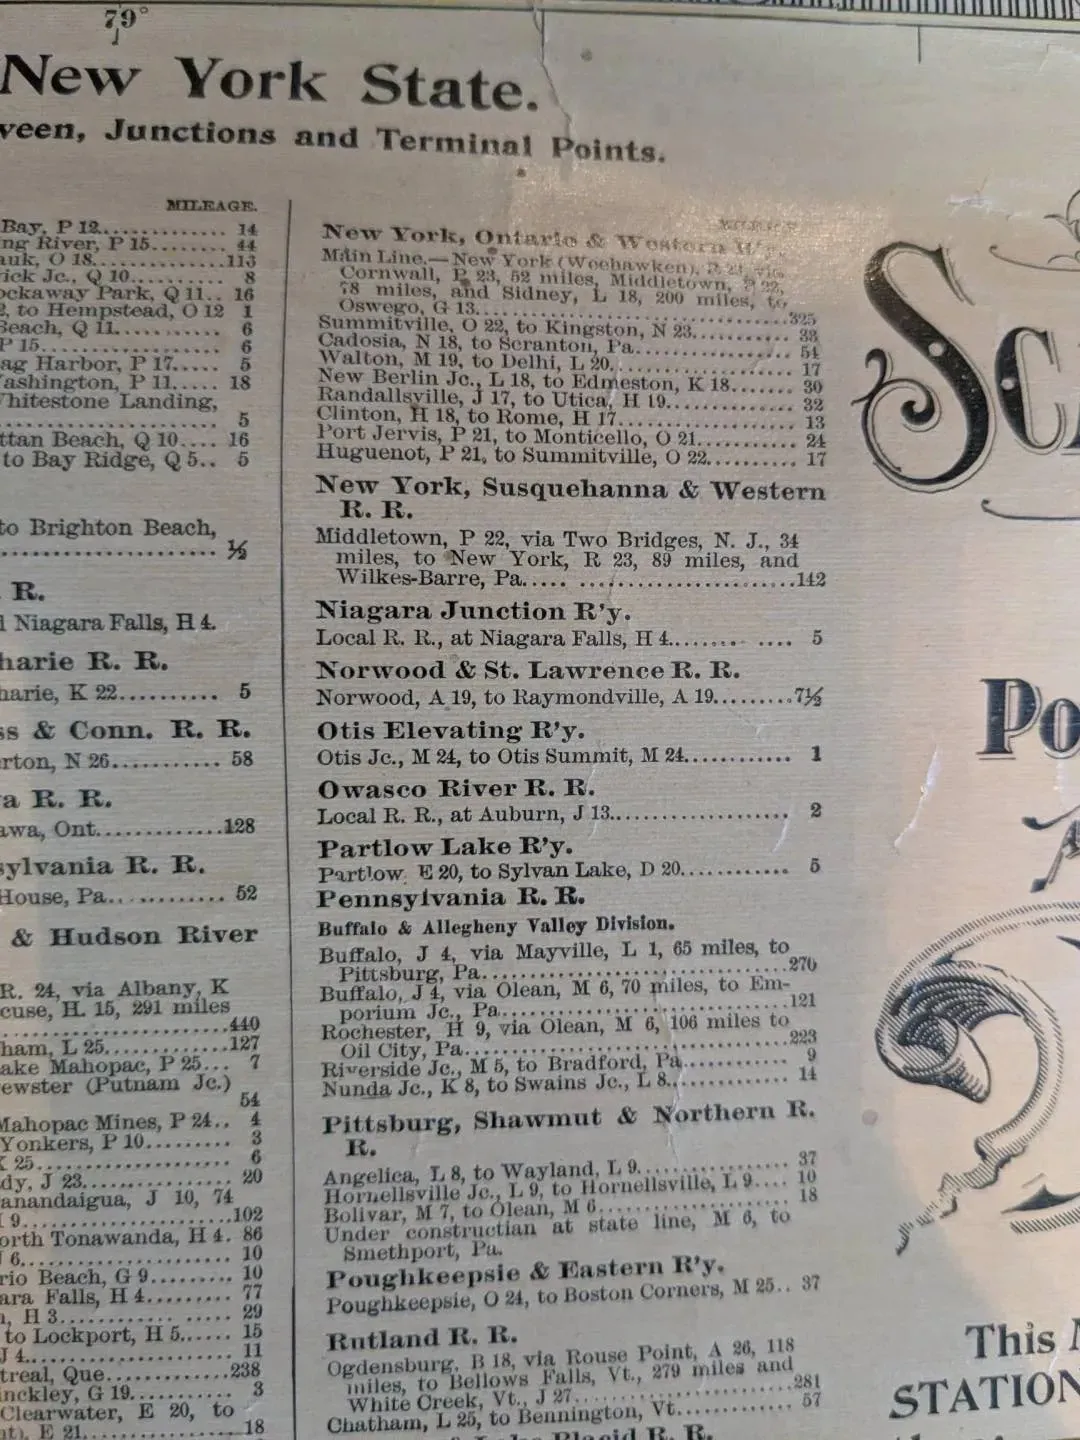 79°
New York State.
ween, Junctions and Terminal Points.
MILEAGE.
Bay, P 12.............. 14
ng River, P 15........ 44
auk, O 18................113
rick Jc., Q 10............ 8
ockaway Park, Q 11.. 16
2, to Hempstead, O 12 1
Beach, Q 11............ 6
P 15..................... 6
ag Harbor, P 17..... 5
ashington, P 11..... 18
Whitestone Landing,
........................ 5
ttan Beach, Q 10.... 16
to Bay Ridge, Q 5.. 5
to Brighton Beach,
........................ ½
R.
Niagara Falls, H 4.
harie R. R.
harie, K 22.......... 5
ss & Conn. R. R.
rton, N 26........... 58
a R. R.
awa, Ont.............128
sylvania R. R.
House, Pa............ 52
& Hudson River
R. 24, via Albany, K
cuse, H. 15, 291 miles
........................440
ham, L 25............127
ake Mahopac, P 25... 7
ewster (Putnam Jc.)
54
Mahopac Mines, P 24.. 4
Yonkers, P 10......... 3
K 25..................... 6
dy, J 23............... 20
anandaigua, J 10, 74
9........................102
orth Tonawanda, H 4. 86
6......................... 10
rio Beach, G 9......... 10
ara Falls, H 4......... 77
, H 3.................. 29
to Lockport, H 5...... 15
J 4...................... 11
treal, Que.............238
inckley, G 19........... 3
Clearwater, E 20, to
E 21....................18
MILEAGE.
New York, Ontario & Western R'y.
Main Line.—New York (Weehawken), R 23, via
Cornwall, P 23, 52 miles, Middletown, P 22,
78 miles, and Sidney, L 18, 200 miles, to
Oswego, G 13..............................325
Summitville, O 22, to Kingston, N 23........... 38
Cadosia, N 18, to Scranton, Pa................ 54
Walton, M 19, to Delhi, L 20................... 17
New Berlin Jc., L 18, to Edmeston, K 18....... 30
Randallsville, J 17, to Utica, H 19............. 32
Clinton, H 18, to Rome, H 17................... 13
Port Jervis, P 21, to Monticello, O 21.......... 24
Huguenot, P 21, to Summitville, O 22.......... 17
New York, Susquehanna & Western
R. R.
Middletown, P 22, via Two Bridges, N. J., 34
miles, to New York, R 23, 89 miles, and
Wilkes-Barre, Pa..... .....................142
Niagara Junction R'y.
Local R. R., at Niagara Falls, H 4......... .... 5
Norwood & St. Lawrence R. R.
Norwood, A 19, to Raymondville, A 19.........7½
Otis Elevating R'y.
Otis Jc., M 24, to Otis Summit, M 24............ 1
Owasco River R. R.
Local R. R., at Auburn, J 13.................. 2
Partlow Lake R'y.
Partlow, E 20, to Sylvan Lake, D 20............ 5
Pennsylvania R. R.
Buffalo & Allegheny Valley Division.
Buffalo, J 4, via Mayville, L 1, 65 miles, to
Pittsburg, Pa..............................270
Buffalo, J 4, via Olean, M 6, 70 miles, to Em-
porium Jc., Pa.............................121
Rochester, H 9, via Olean, M 6, 106 miles to
Oil City, Pa................................223
Riverside Jc., M 5, to Bradford, Pa............ 9
Nunda Jc., K 8, to Swains Jc., L 8............. 14
Pittsburg, Shawmut & Northern R.
R.
Angelica, L 8, to Wayland, L 9................ 37
Hornellsville Jc., L 9, to Hornellsville, L 9.... 10
Bolivar, M 7, to Olean, M 6.................... 18
Under constructian at state line, M 6, to
Smethport, Pa.
Poughkeepsie & Eastern R'y.
Poughkeepsie, O 24, to Boston Corners, M 25.. 37
Rutland R. R.
Ogdensburg, B 18, via Rouse Point, A 26, 118
miles, to Bellows Falls, Vt., 279 miles and
White Creek, Vt., J 27......................281
Chatham, L 25, to Bennington, Vt............. 57
Lake Placid R. R.
Sc
Po
This
STATION